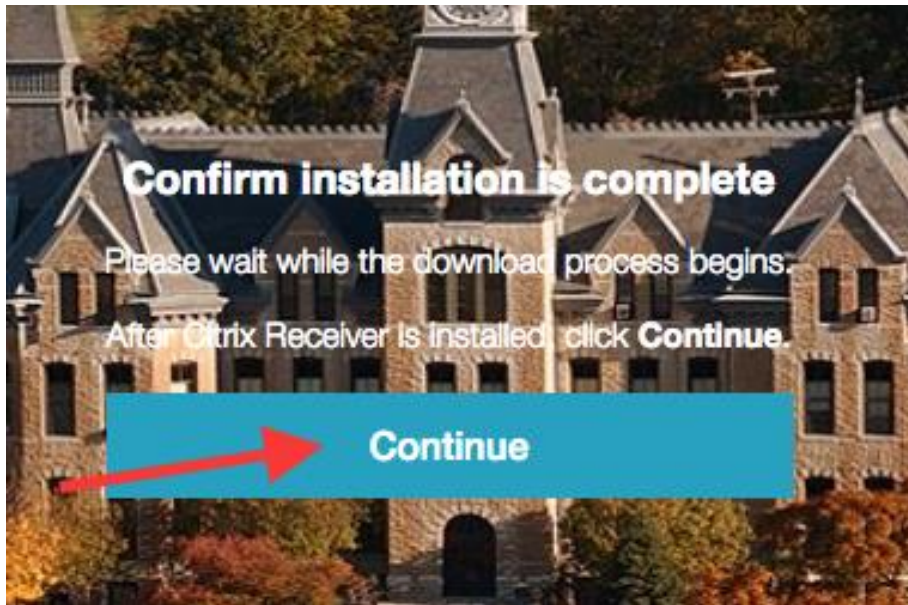 Confirm installation is complete
Please wait while the download process begins.
After Citrix Receiver is installed, click Continue.
Continue